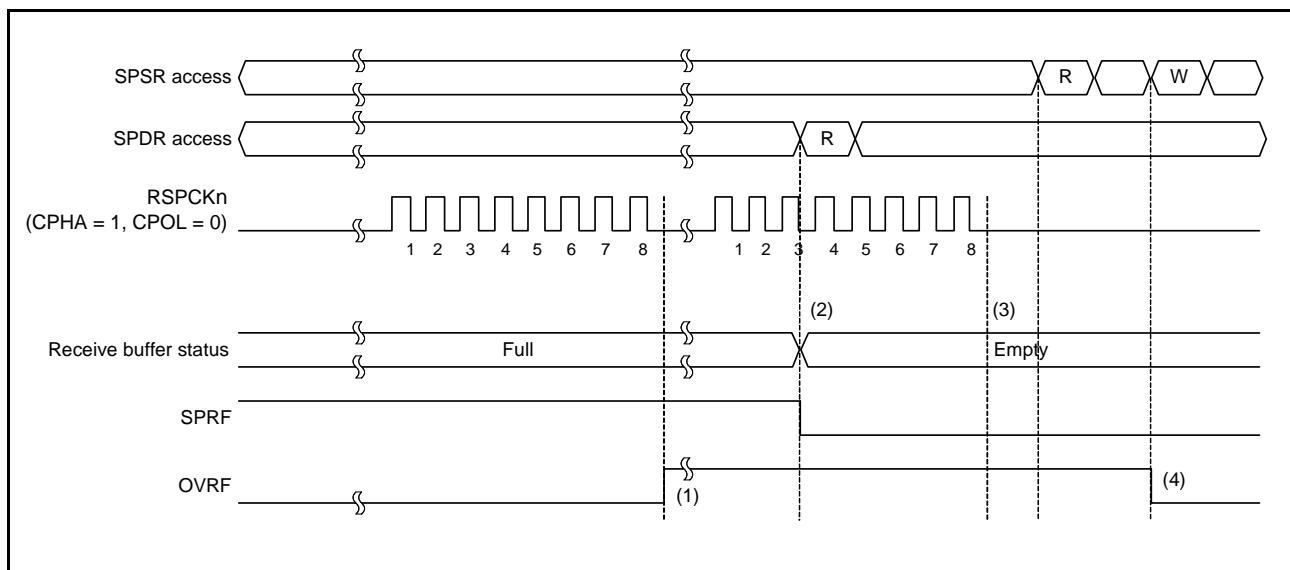 SPSR access
R
W
SPDR access
R
RSPCKn
(CPHA = 1, CPOL = 0)
1 2 3 4 5 6 7 8
1 2 3 4 5 6 7 8
(2)
(3)
Receive buffer status
Full
Empty
SPRF
OVRF
(1)
(4)